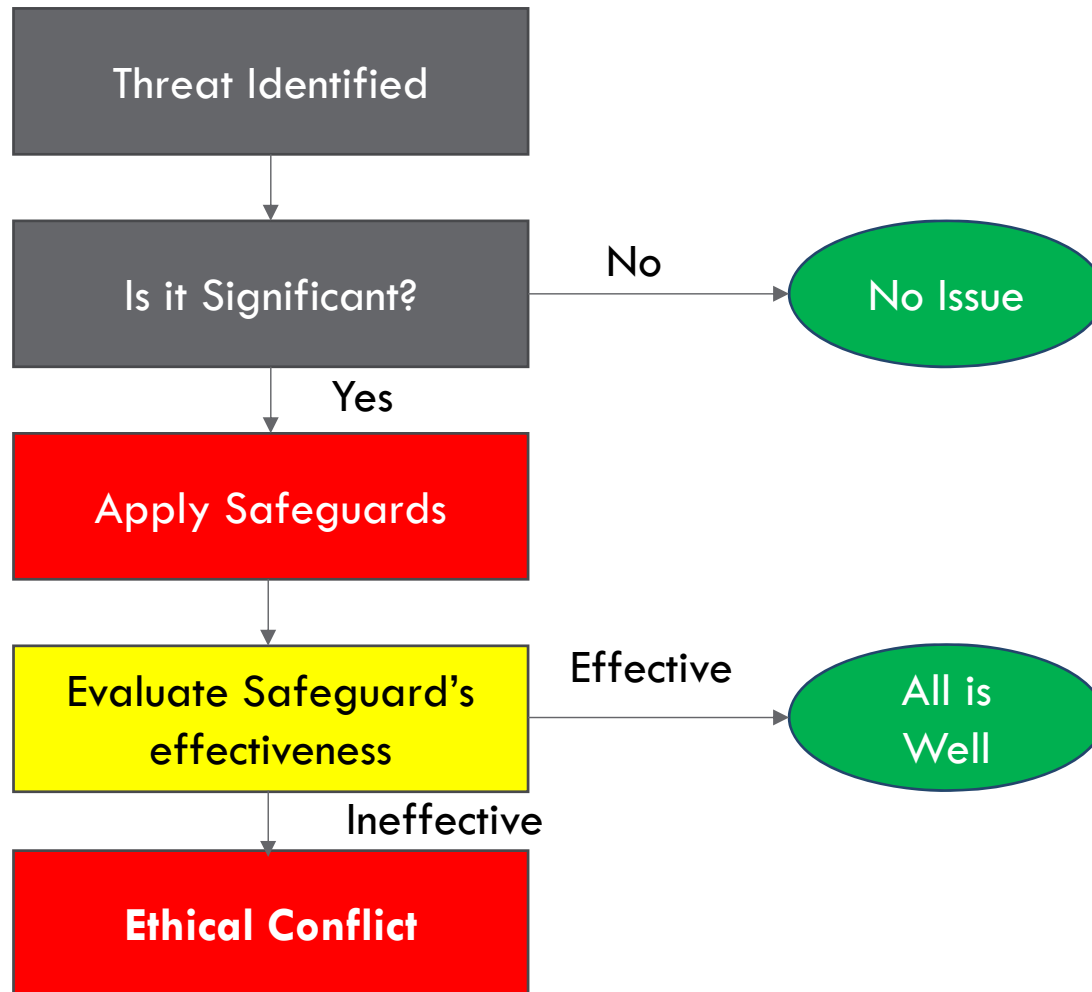 Threat Identified
Is it Significant?
No
No Issue
Yes
Apply Safeguards
Evaluate Safeguard’s
effectiveness
Effective
All is
Well
Ineffective
Ethical Conflict